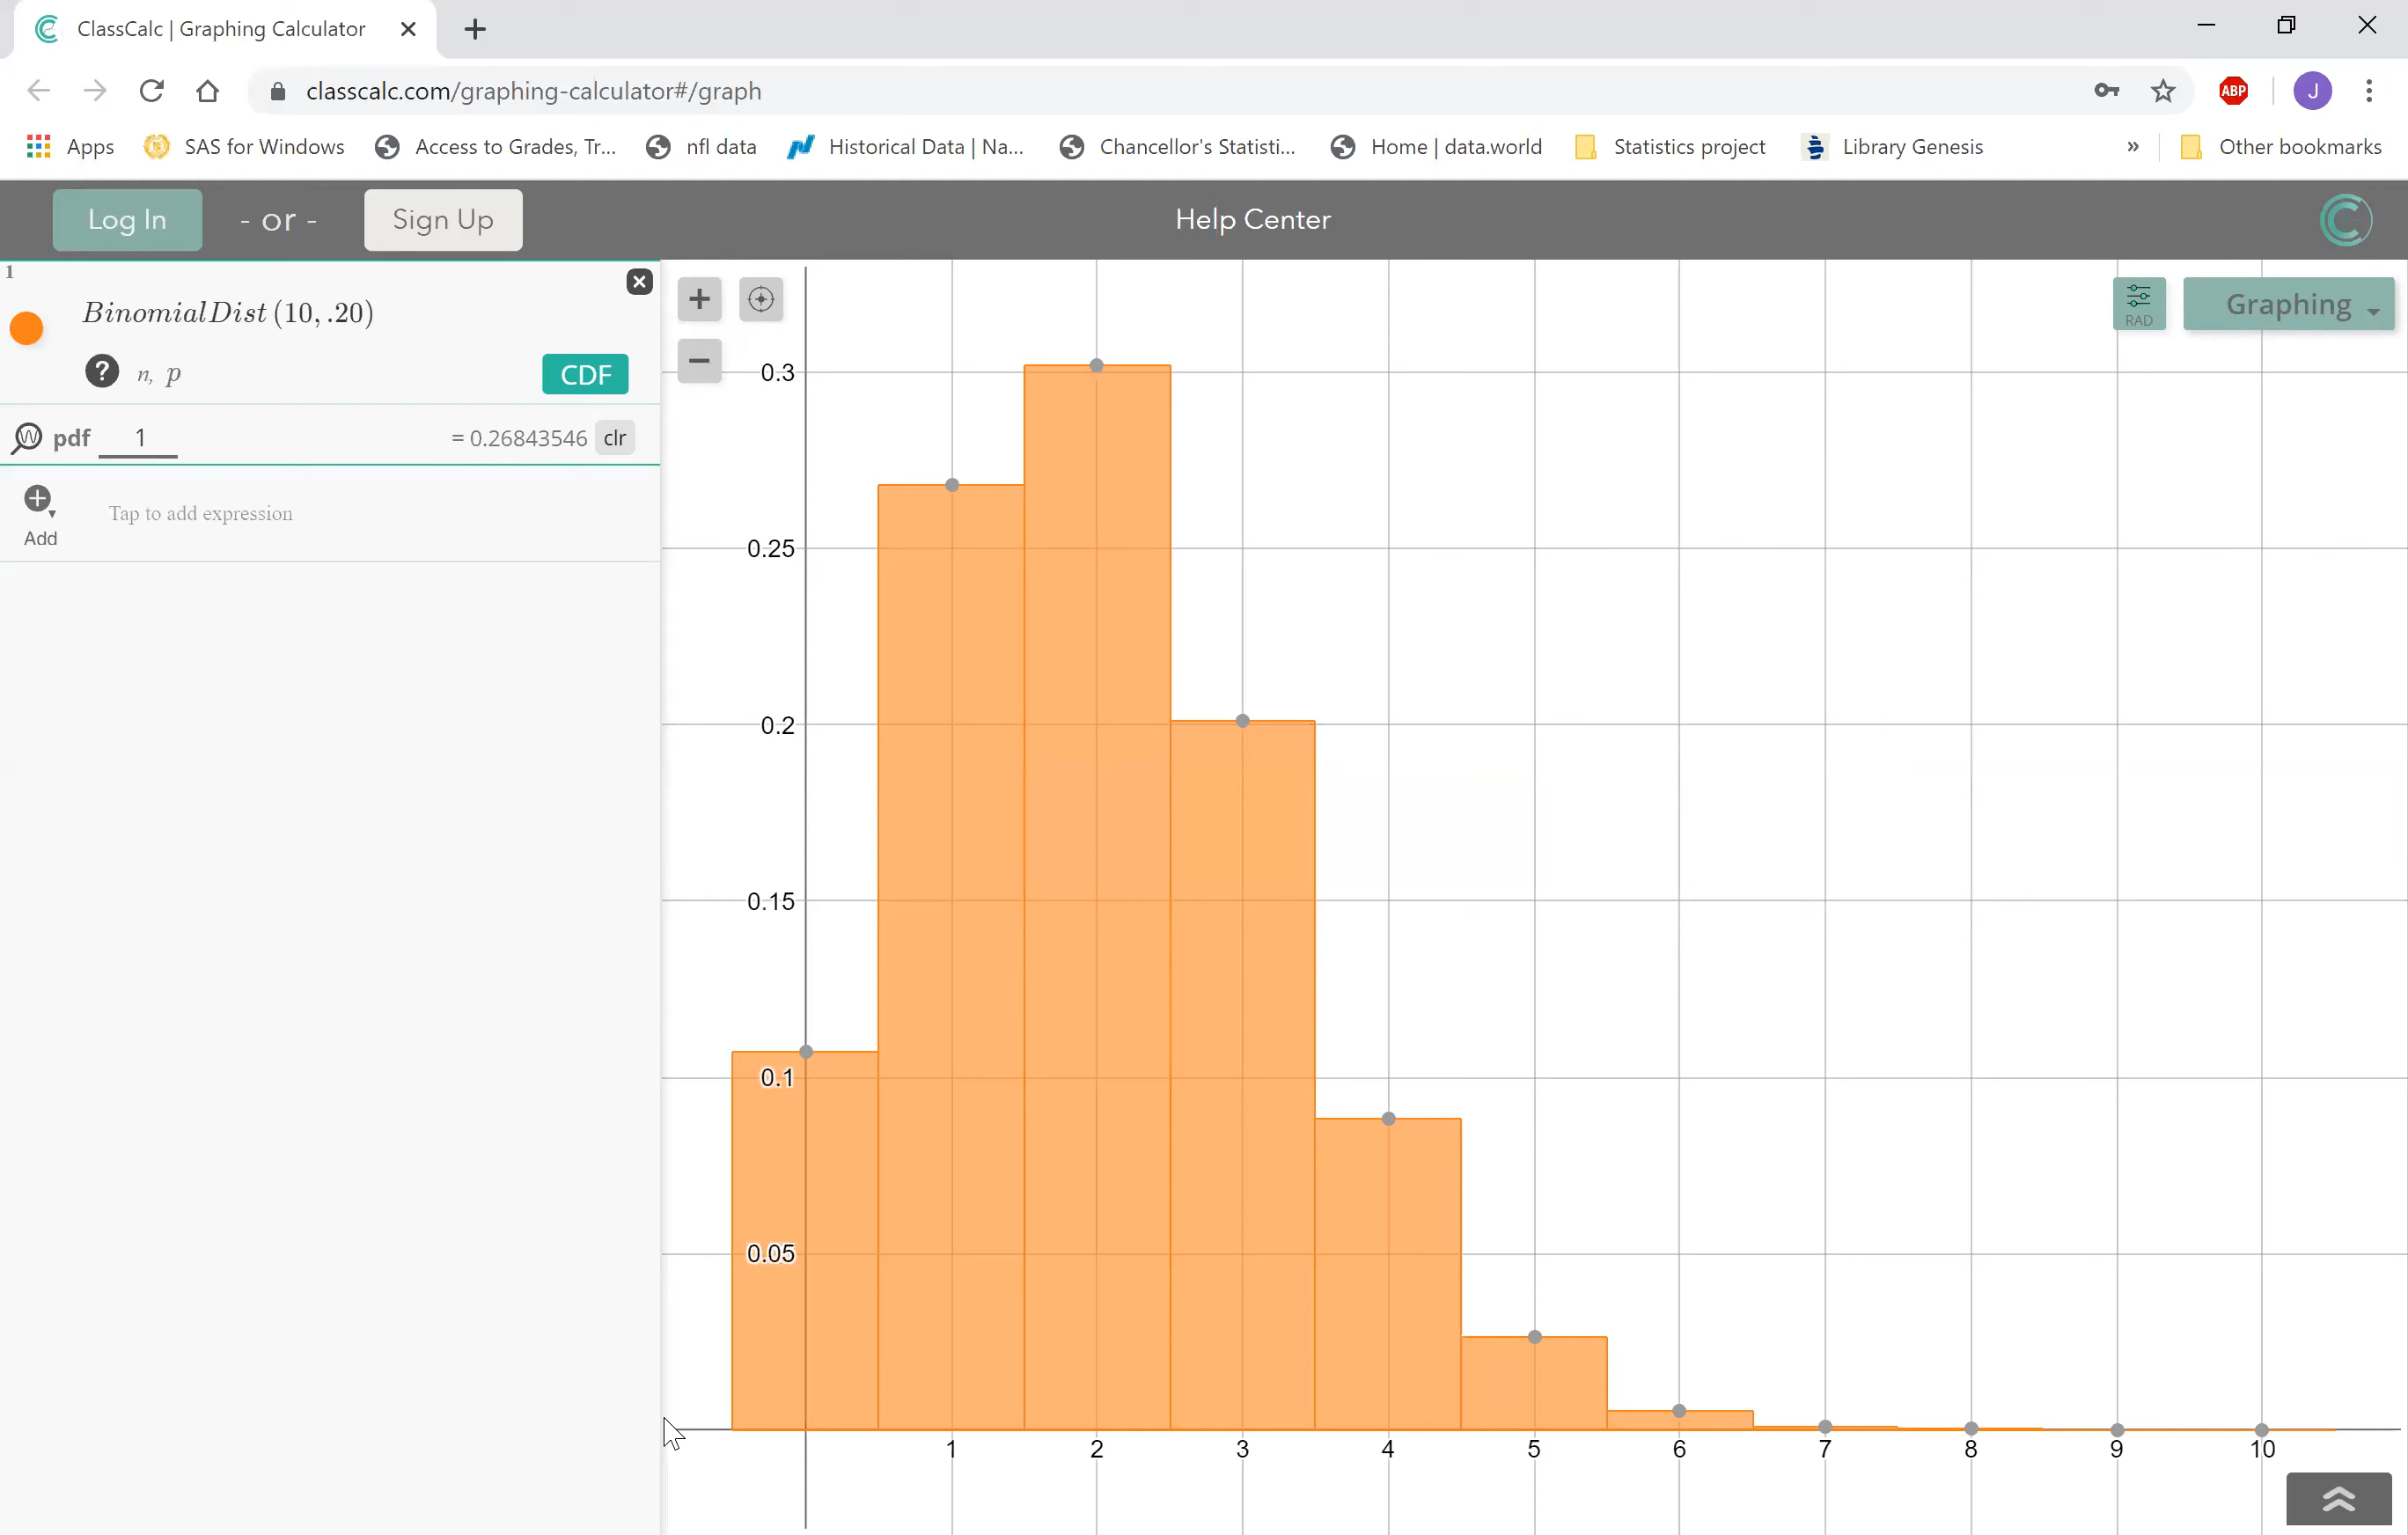 ClassCalc | Graphing Calculator
classcalc.com/graphing-calculator#/graph
ABP
J
Apps SAS for Windows Access to Grades, Tr... nfl data Historical Data | Na... Chancellor's Statisti... Home | data.world Statistics project Library Genesis » Other bookmarks
Log In - or - Sign Up Help Center
1
BinomialDist (10, .20)
? n, p CDF
pdf 1 = 0.26843546 clr
Add Tap to add expression
RAD
Graphing
0.3
0.25
0.2
0.15
0.1
0.05
1 2 3 4 5 6 7 8 9 10